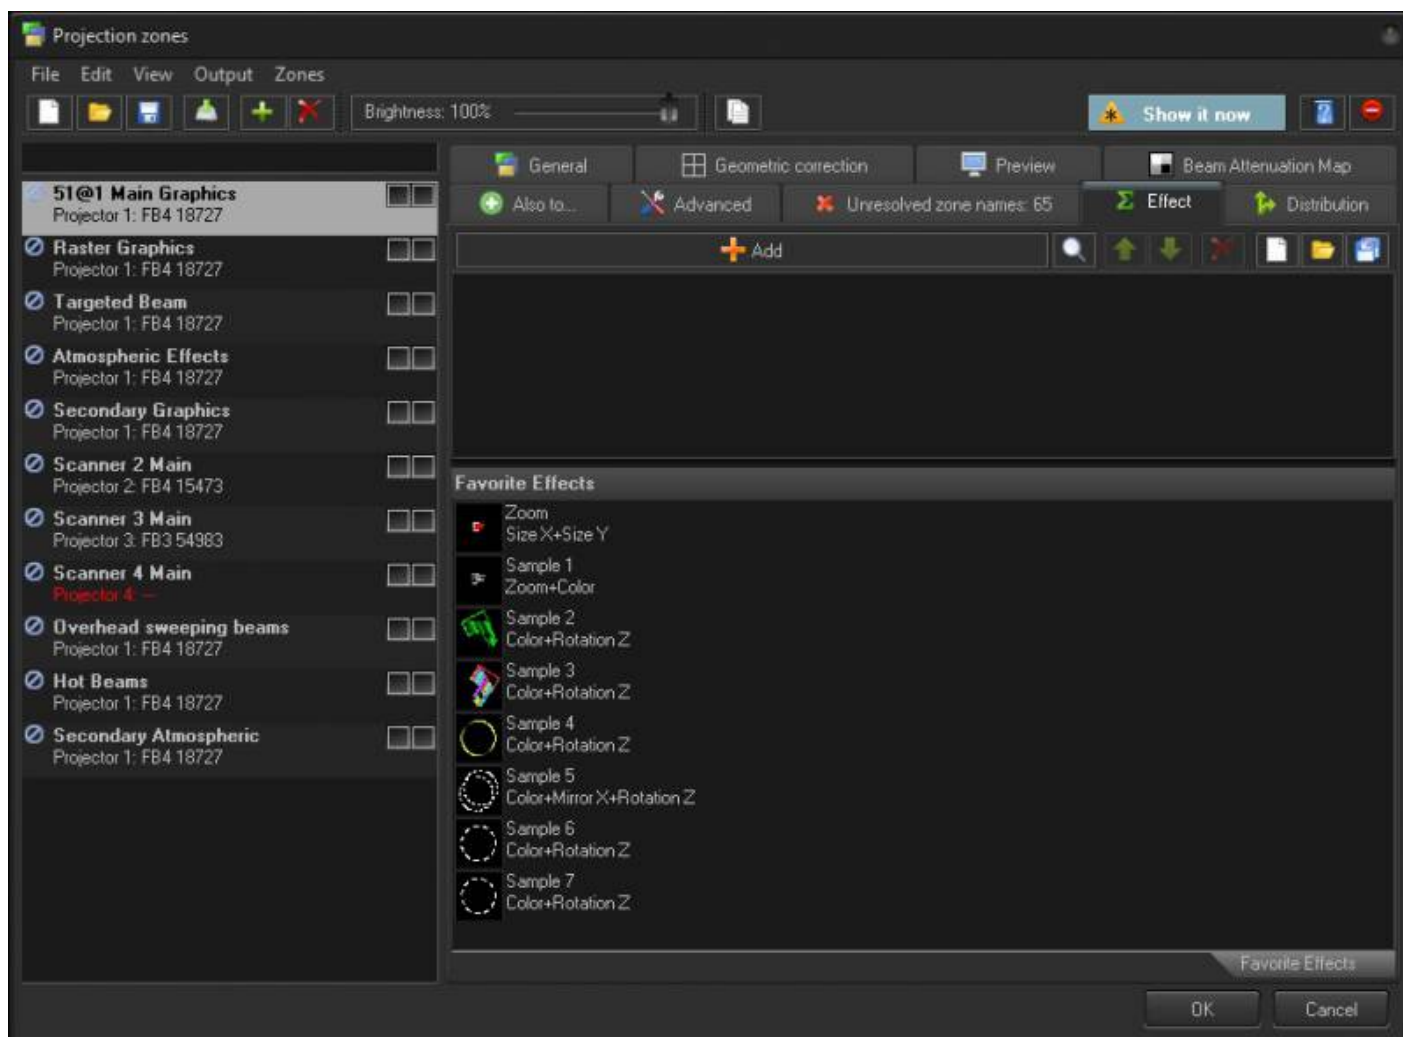 Projection zones
File Edit View Output Zones
Brightness: 100%
Show it now
General Geometric correction Preview Beam Attenuation Map
Also to... Advanced Unresolved zone names: 65 Effect Distribution
Add
51@1 Main Graphics
Projector 1: FB4 18727
Raster Graphics
Projector 1: FB4 18727
Targeted Beam
Projector 1: FB4 18727
Atmospheric Effects
Projector 1: FB4 18727
Secondary Graphics
Projector 1: FB4 18727
Scanner 2 Main
Projector 2: FB4 15473
Scanner 3 Main
Projector 3: FB3 54983
Scanner 4 Main
Projector 4: --
Overhead sweeping beams
Projector 1: FB4 18727
Hot Beams
Projector 1: FB4 18727
Secondary Atmospheric
Projector 1: FB4 18727
Favorite Effects
Zoom
Size X+Size Y
Sample 1
Zoom+Color
Sample 2
Color+Rotation Z
Sample 3
Color+Rotation Z
Sample 4
Color+Rotation Z
Sample 5
Color+Mirror X+Rotation Z
Sample 6
Color+Rotation Z
Sample 7
Color+Rotation Z
Favorite Effects
OK Cancel